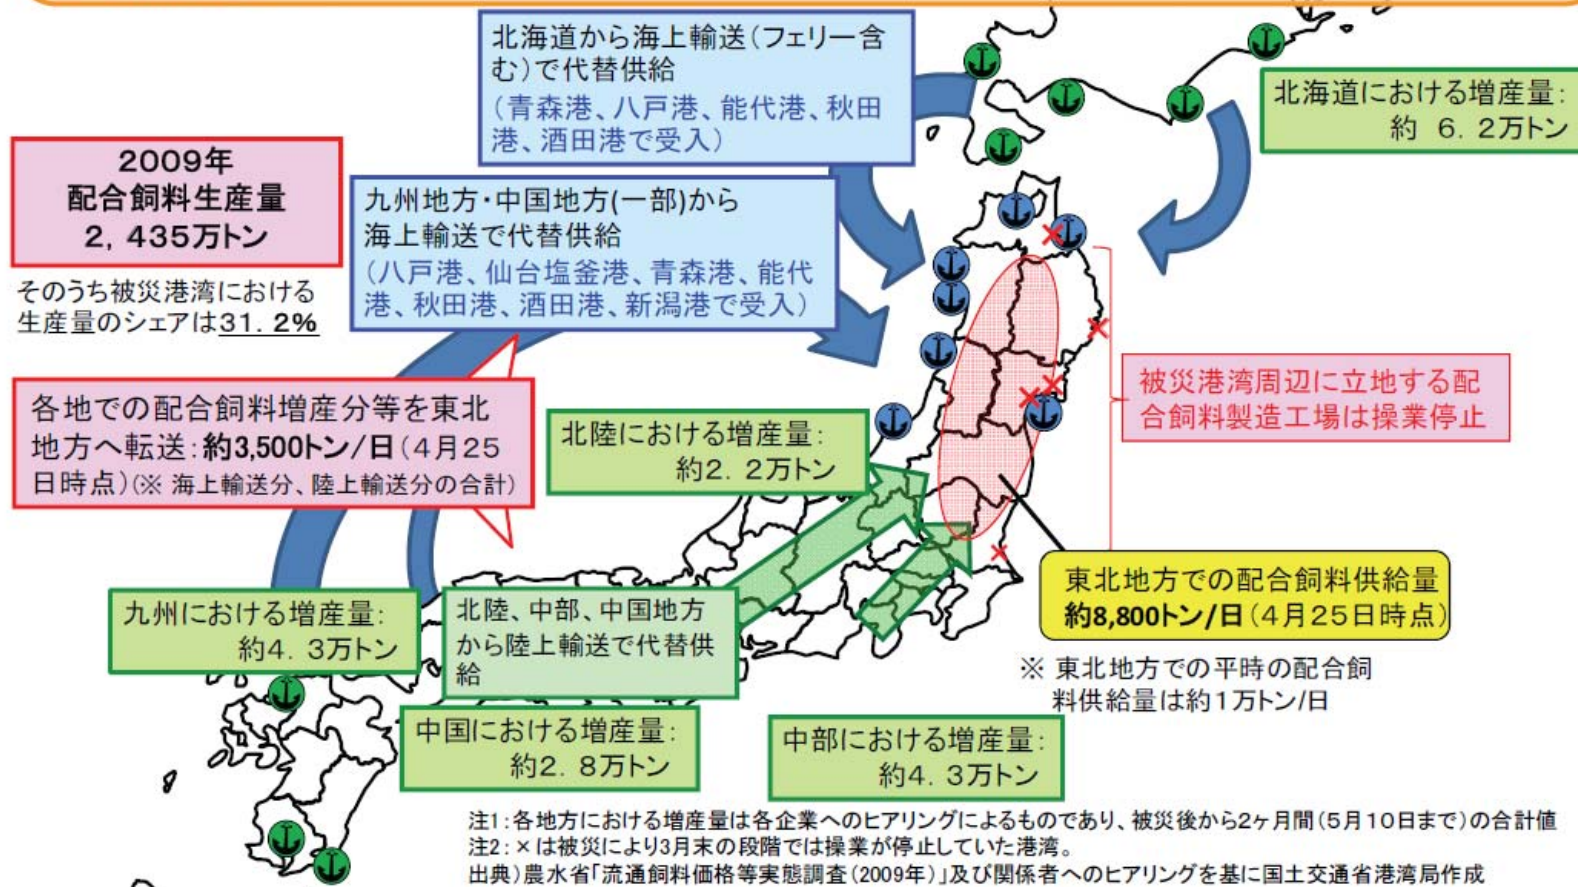 北海道から海上輸送（フェリー含
む）で代替供給
（青森港、八戸港、能代港、秋田
港、酒田港で受入）
北海道における増産量：
約 ６．２万トン
２００９年
配合飼料生産量
２，４３５万トン
そのうち被災港湾における
生産量のシェアは３１．２％
九州地方・中国地方(一部)から
海上輸送で代替供給
（八戸港、仙台塩釜港、青森港、能代
港、秋田港、酒田港、新潟港で受入）
各地での配合飼料増産分等を東北
地方へ転送：約3,500トン/日（４月２５
日時点）（※ 海上輸送分、陸上輸送分の合計）
北陸における増産量：
約２．２万トン
被災港湾周辺に立地する配
合飼料製造工場は操業停止
東北地方での配合飼料供給量
約8,800トン/日（４月２５日時点）
※ 東北地方での平時の配合飼
料供給量は約１万トン/日
九州における増産量：
約４．３万トン
北陸、中部、中国地方
から陸上輸送で代替供
給
中国における増産量：
約２．８万トン
中部における増産量：
約４．３万トン
注１：各地方における増産量は各企業へのヒアリングによるものであり、被災後から２ヶ月間（５月１０日まで）の合計値
注２：×は被災により3月末の段階では操業が停止していた港湾。
出典）農水省「流通飼料価格等実態調査（2009年）」及び関係者へのヒアリングを基に国土交通省港湾局作成